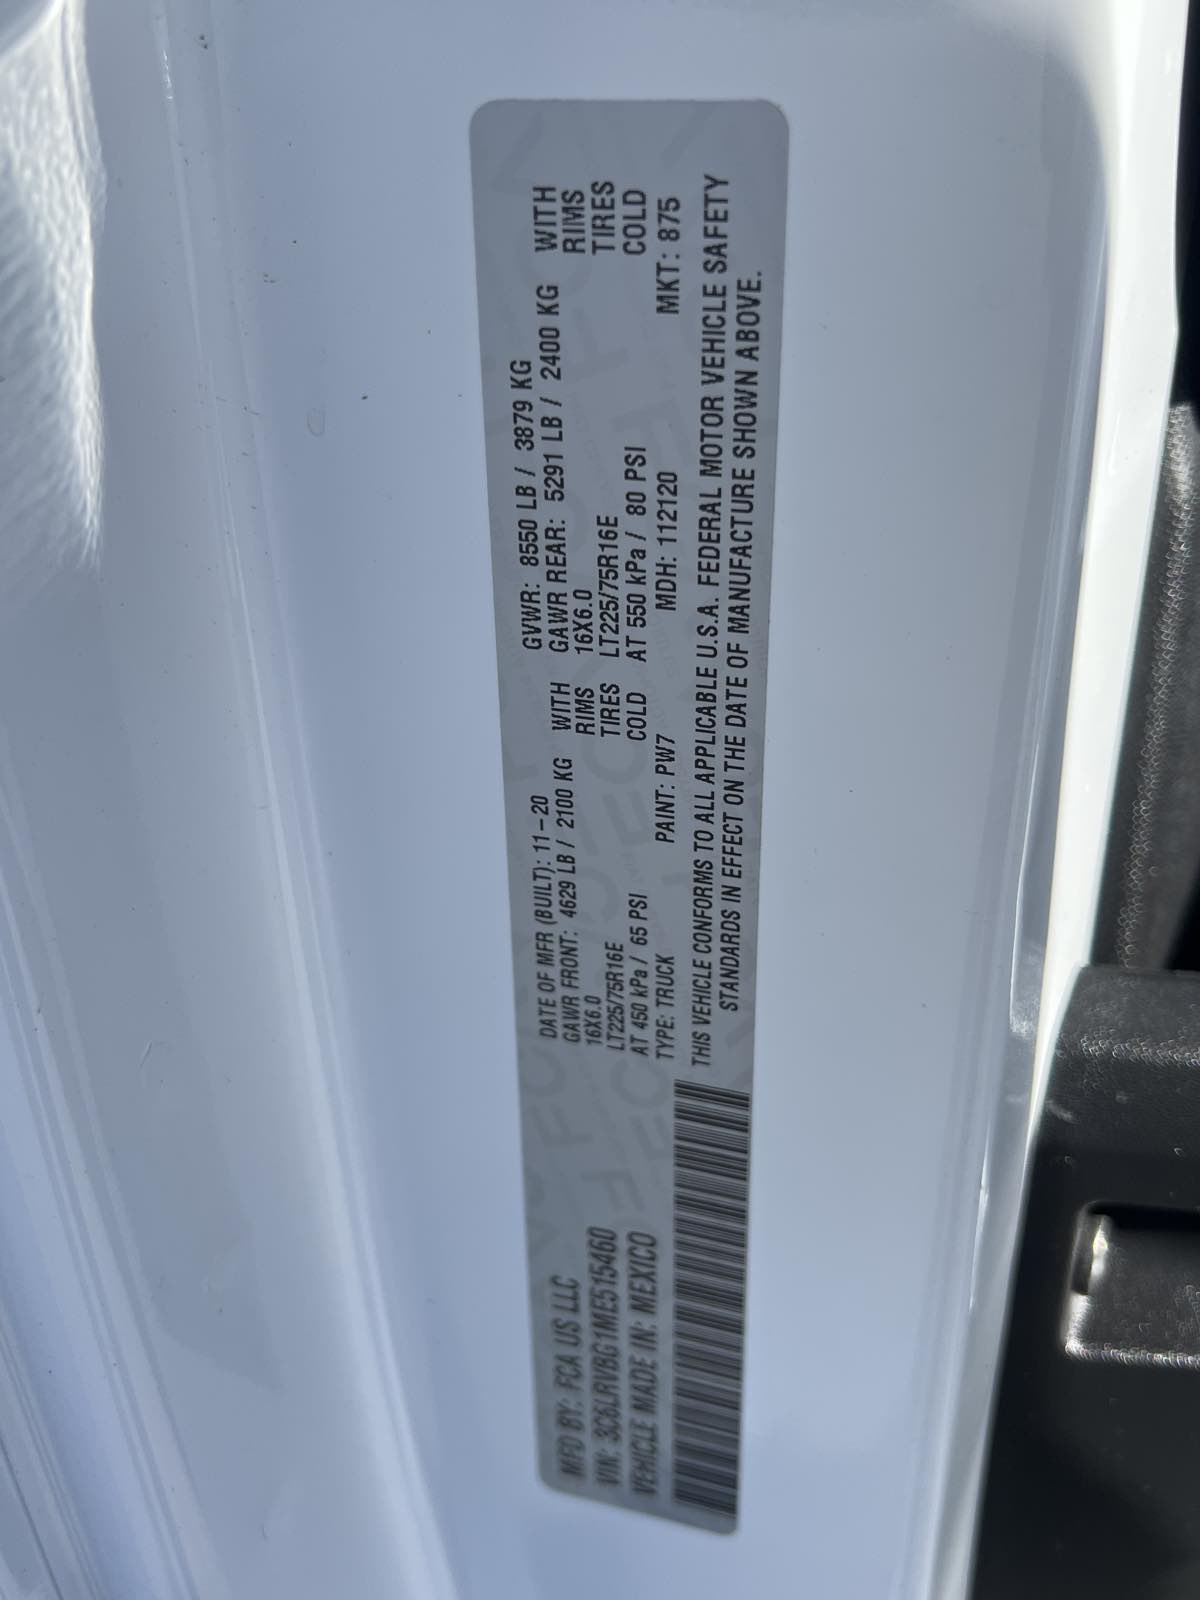 MFD BY: FCA US LLC
VIN: 3C6LRVBG1ME515460
VEHICLE MADE IN: MEXICO
DATE OF MFR (BUILT): 11-20 GVWR: 8550 LB / 3879 KG
GAWR FRONT: 4629 LB / 2100 KG WITH GAWR REAR: 5291 LB / 2400 KG WITH
16X6.0 RIMS 16X6.0 RIMS
LT225/75R16E TIRES LT225/75R16E TIRES
AT 450 kPa / 65 PSI COLD AT 550 kPa / 80 PSI COLD
TYPE: TRUCK PAINT: PW7 MDH: 112120 MKT: 875
THIS VEHICLE CONFORMS TO ALL APPLICABLE U.S.A. FEDERAL MOTOR VEHICLE SAFETY
STANDARDS IN EFFECT ON THE DATE OF MANUFACTURE SHOWN ABOVE.